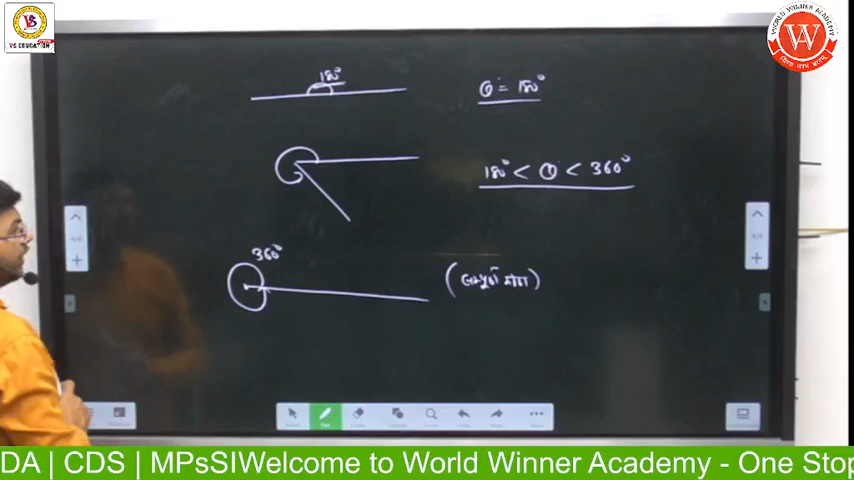 VS
VS EDUCATION
WORLD WINNER ACADEMY
W
180°
θ = 180°
180° < θ < 360°
360°
DA | CDS | MPsSIWelcome to World Winner Academy - One Stop